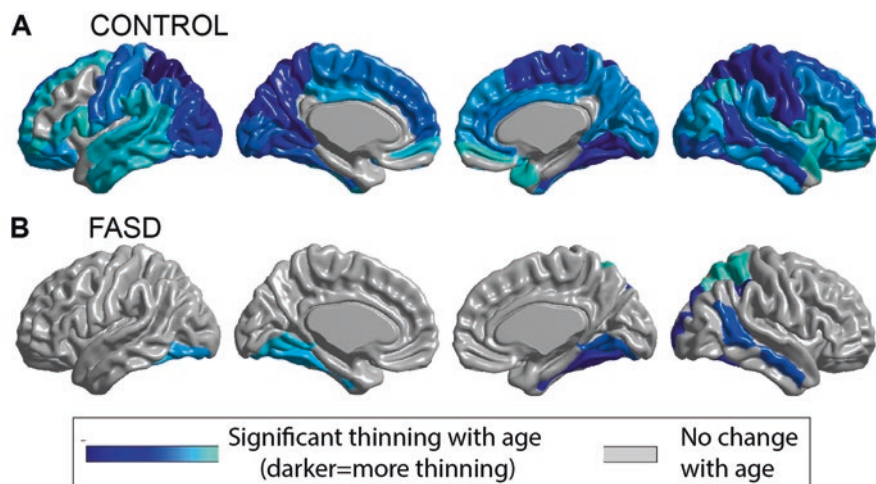 A CONTROL
B FASD
Significant thinning with age
(darker=more thinning)
No change
with age